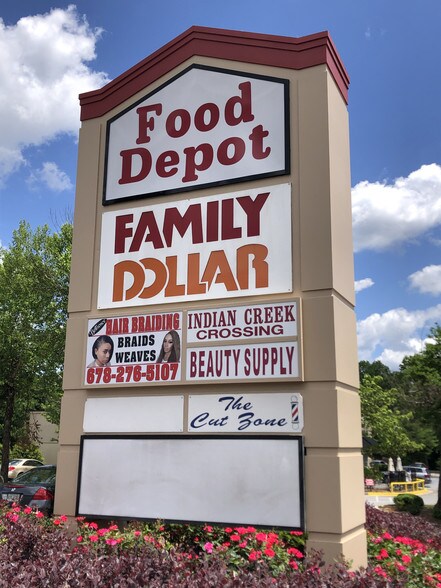 Food
Depot
FAMILY
DOLLAR
HAIR BRAIDING
BRAIDS
WEAVES
678-276-5107
INDIAN CREEK
CROSSING
BEAUTY SUPPLY
The
Cut Zone